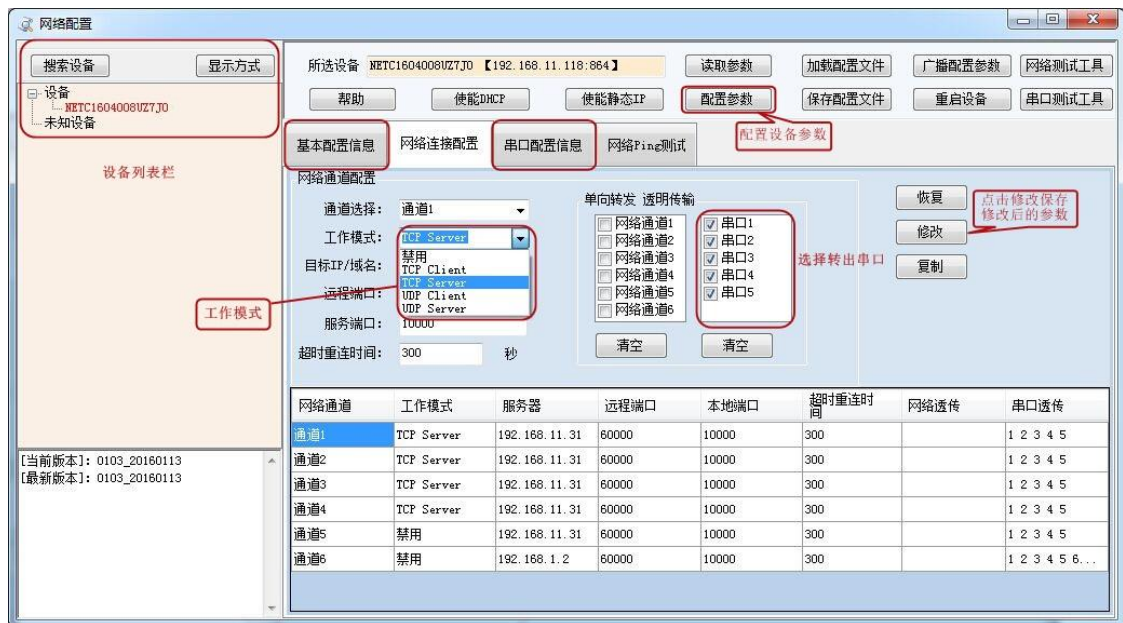 网络配置
搜索设备 显示方式
设备
NETC1604008UZ7J0
未知设备
设备列表栏
所选设备 NETC1604008UZ7J0 【192.168.11.118:864】 读取参数 加载配置文件 广播配置参数 网络测试工具
帮助 使能DHCP 使能静态IP 配置参数 保存配置文件 重启设备 串口测试工具
配置设备参数
基本配置信息 网络连接配置 串口配置信息 网络Ping测试
网络通道配置
通道选择: 通道1
工作模式: TCP Server
禁用
TCP Client
TCP Server
UDP Client
UDP Server
目标IP/域名:
远程端口:
服务端口: 10000
超时重连时间: 300 秒
工作模式
单向转发 透明传输
网络通道1 串口1
网络通道2 串口2
网络通道3 串口3
网络通道4 串口4
网络通道5 串口5
网络通道6
清空 清空
选择转出串口
恢复
修改
复制
点击修改保存
修改后的参数
网络通道 工作模式 服务器 远程端口 本地端口 超时重连时间 网络透传 串口透传
通道1 TCP Server 192.168.11.31 60000 10000 300 1 2 3 4 5
通道2 TCP Server 192.168.11.31 60000 10000 300 1 2 3 4 5
通道3 TCP Server 192.168.11.31 60000 10000 300 1 2 3 4 5
通道4 TCP Server 192.168.11.31 60000 10000 300 1 2 3 4 5
通道5 禁用 192.168.11.31 60000 10000 300 1 2 3 4 5
通道6 禁用 192.168.1.2 60000 10000 300 1 2 3 4 5 6...
[当前版本]: 0103_20160113
[最新版本]: 0103_20160113